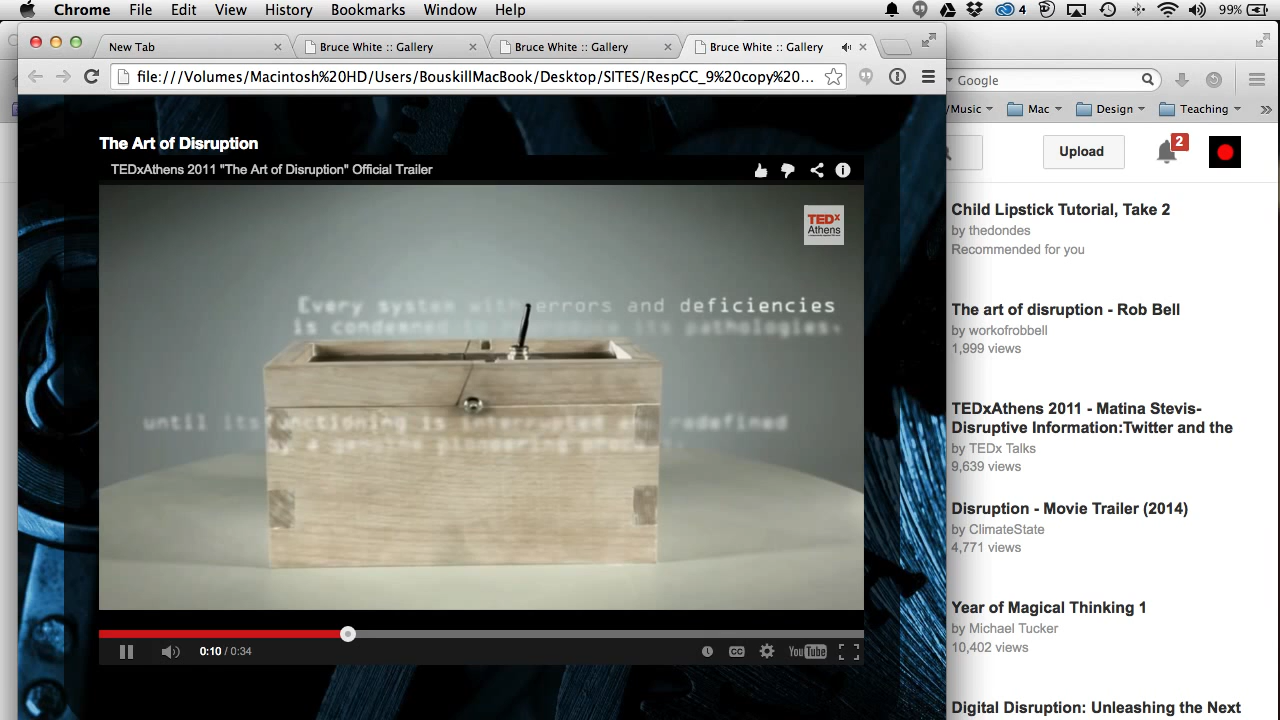 Chrome File Edit View History Bookmarks Window Help 4 99%
New Tab Bruce White :: Gallery Bruce White :: Gallery Bruce White :: Gallery
file:///Volumes/Macintosh%20HD/Users/BouskillMacBook/Desktop/SITES/RespCC_9%20copy%20...
Google
/Music Mac Design Teaching
The Art of Disruption
TEDxAthens 2011 "The Art of Disruption" Official Trailer
TEDx
Athens
Every system with errors and deficiencies
is condemned its pathologies.
until its functioning is redefined
0:10 / 0:34
CC
YouTube
Upload
2
Child Lipstick Tutorial, Take 2
by thedondes
Recommended for you
The art of disruption - Rob Bell
by workofrobbell
1,999 views
TEDxAthens 2011 - Matina Stevis-
Disruptive Information:Twitter and the
by TEDx Talks
9,639 views
Disruption - Movie Trailer (2014)
by ClimateState
4,771 views
Year of Magical Thinking 1
by Michael Tucker
10,402 views
Digital Disruption: Unleashing the Next